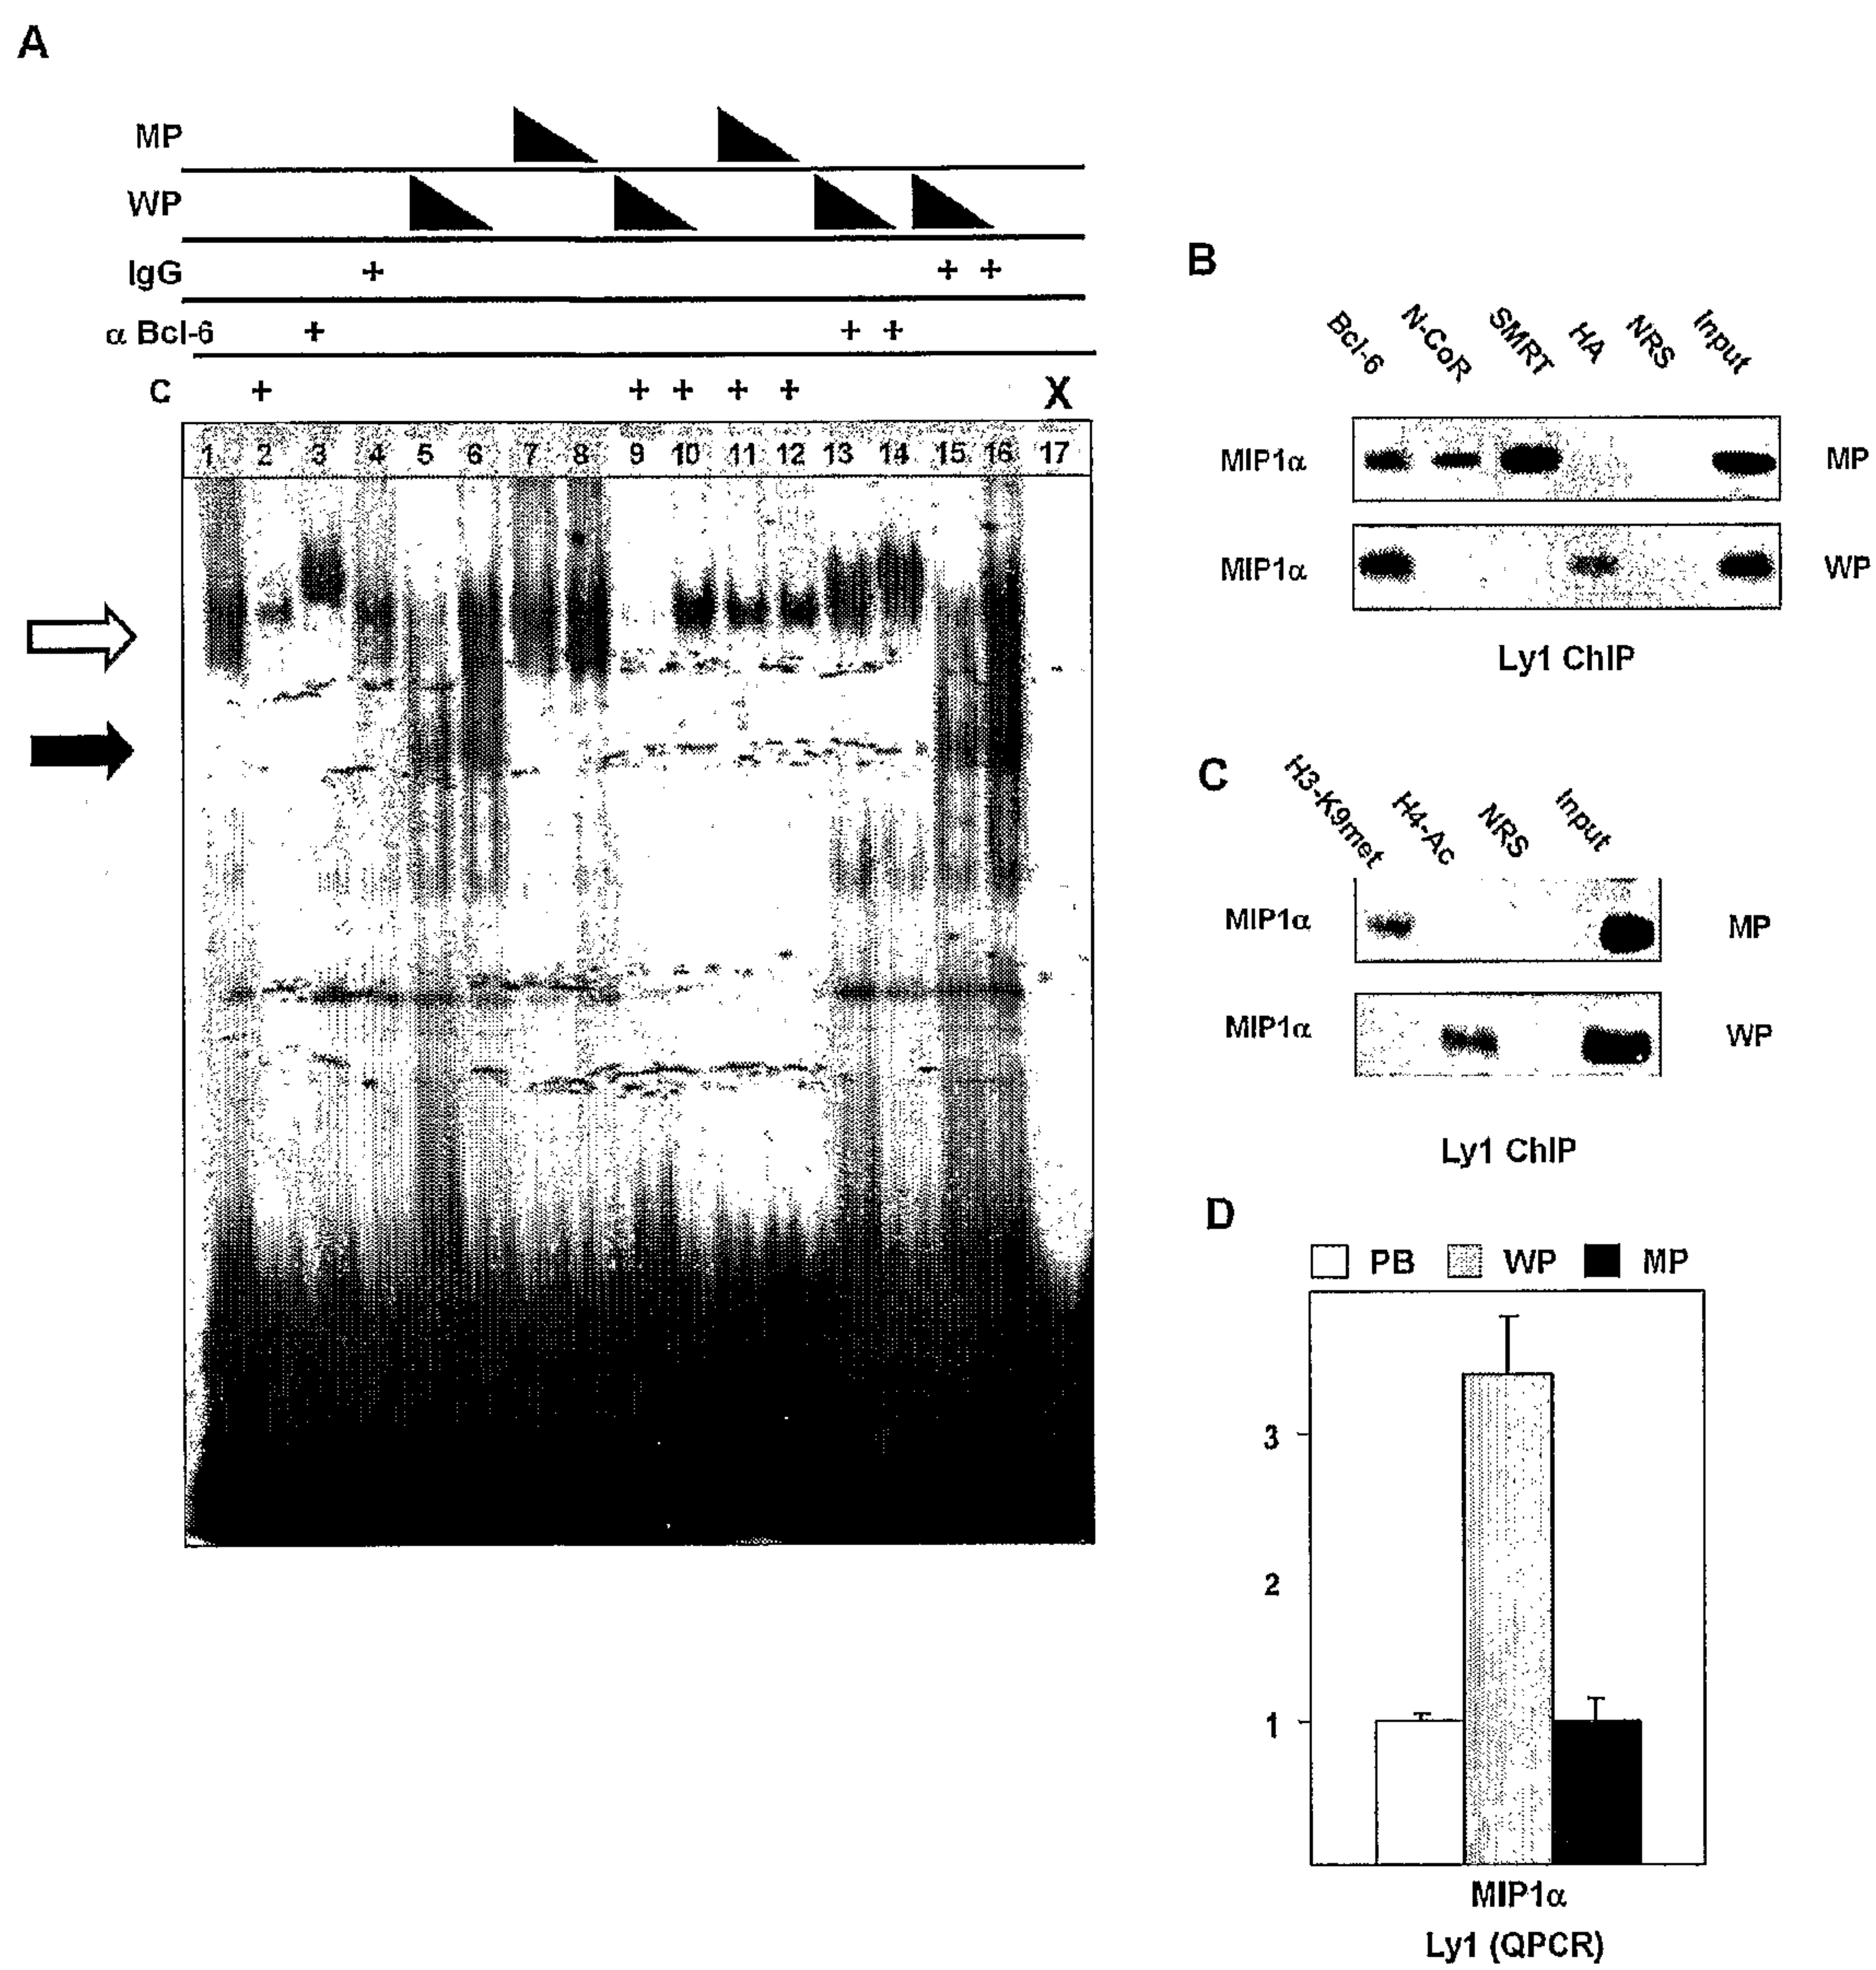 A
MP
WP
IgG + + +
α Bcl-6 + + +
C + + + + + X
1 2 3 4 5 6 7 8 9 10 11 12 13 14 15 16 17
B
Bcl-6 N-CoR SMRT HA NRS Input
MIP1α MP
MIP1α WP
Ly1 ChIP
C
H3-K9met H4-Ac NRS Input
MIP1α MP
MIP1α WP
Ly1 ChIP
D
PB WP MP
3
2
1
MIP1α
Ly1 (QPCR)